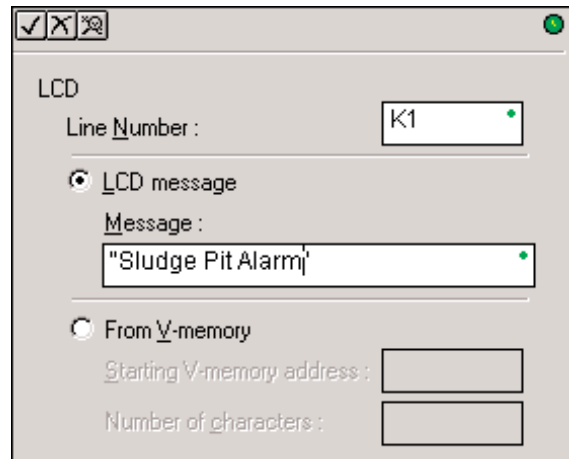 LCD
Line Number :
K1
LCD message
Message :
"Sludge Pit Alarm"
From V-memory
Starting V-memory address :
Number of characters :